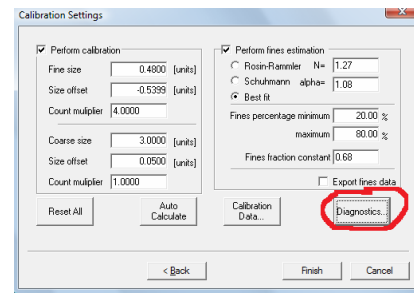 Calibration Settings
Perform calibration
Fine size 0.4800 [units]
Size offset -0.5399 [units]
Count muliplier 4.0000
Coarse size 3.0000 [units]
Size offset 0.0500 [units]
Count muliplier 1.0000
Perform fines estimation
Rosin-Rammler N= 1.27
Schuhmann alpha= 1.08
Best fit
Fines percentage minimum 20.00 %
maximum 80.00 %
Fines fraction constant 0.68
Export fines data
Reset All
Auto
Calculate
Calibration
Data...
Diagnostics...
< Back
Finish
Cancel